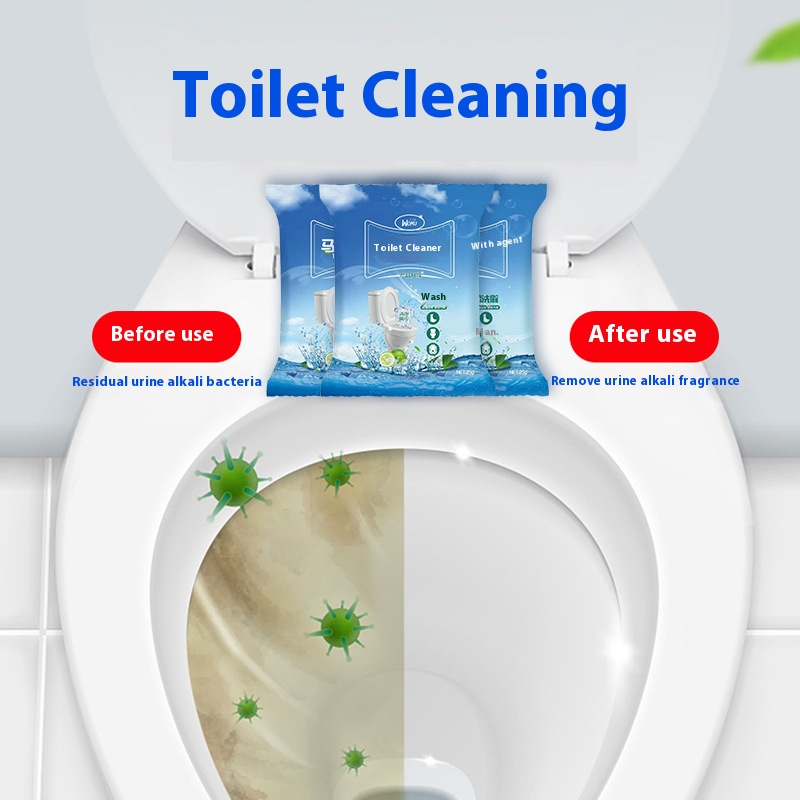 Toilet Cleaning
Toilet Cleaner
With agent
Wash
Man.
Before use
After use
Residual urine alkali bacteria
Remove urine alkali fragrance